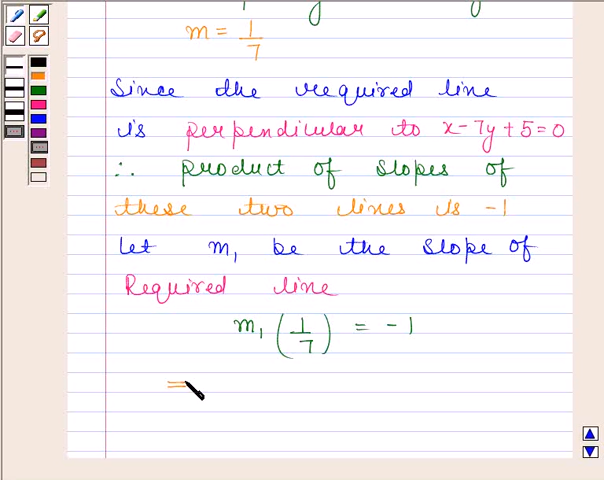 m = 1/7
Since the required line
is perpendicular to x - 7y + 5 = 0
∴ product of slopes of
these two lines is -1
Let m₁ be the slope of
Required line
m₁ (1/7) = -1
=